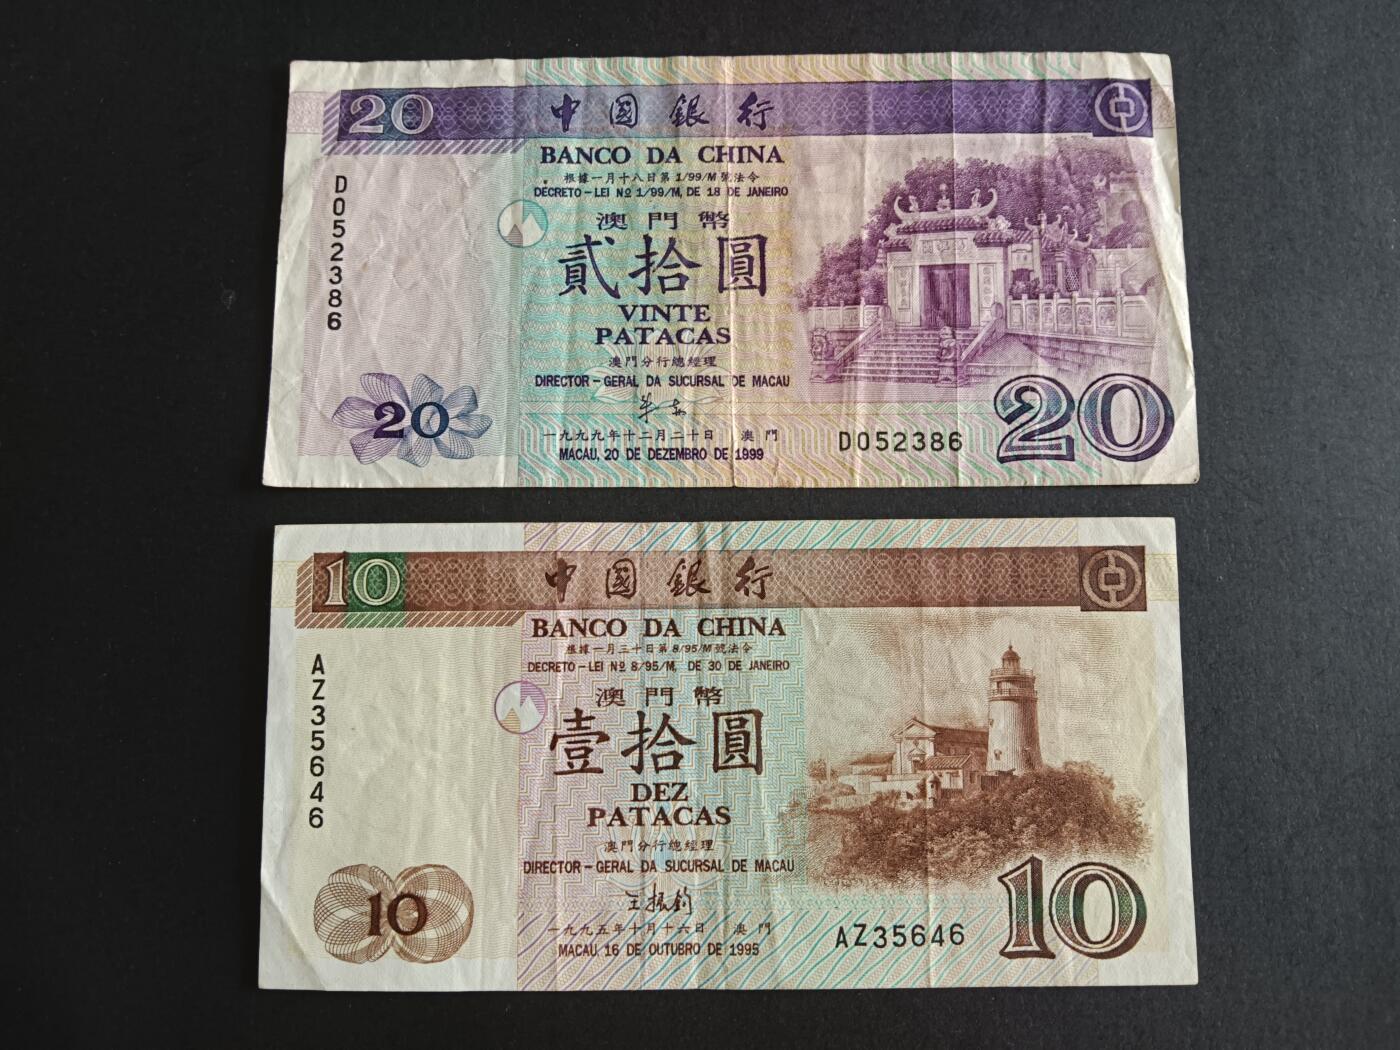 20 中國銀行
BANCO DA CHINA
根據一月十八日第1/99/M號法令
DECRETO-LEI Nº 1/99/M, DE 18 DE JANEIRO
澳門幣
貳拾圓
VINTE
PATACAS
澳門分行總經理
DIRECTOR-GERAL DA SUCURSAL DE MACAU
一九九九年十二月二十日 澳門
MACAU, 20 DE DEZEMBRO DE 1999
D052386
20
D052386
20
10 中國銀行
BANCO DA CHINA
根據一月三十日第8/95/M號法令
DECRETO-LEI Nº 8/95/M, DE 30 DE JANEIRO
澳門幣
壹拾圓
DEZ
PATACAS
澳門分行總經理
DIRECTOR-GERAL DA SUCURSAL DE MACAU
王振鈞
一九九五年十月十六日 澳門
MACAU, 16 DE OUTUBRO DE 1995
AZ35646
10
AZ35646
10